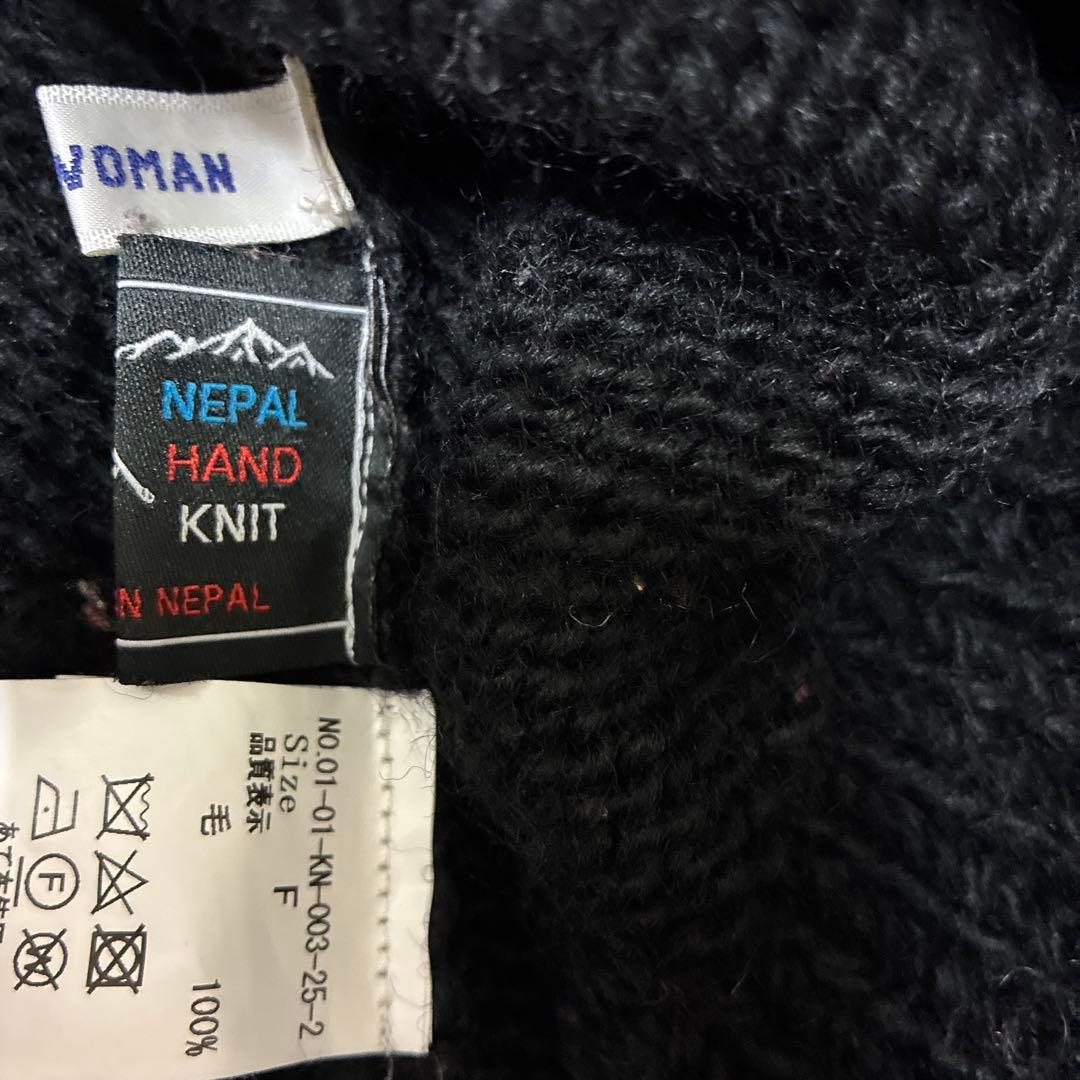 WOMAN
NEPAL
HAND
KNIT
N NEPAL
NO.01-01-KN-003-25-2
Size F
品質表示
毛 100%
F
W